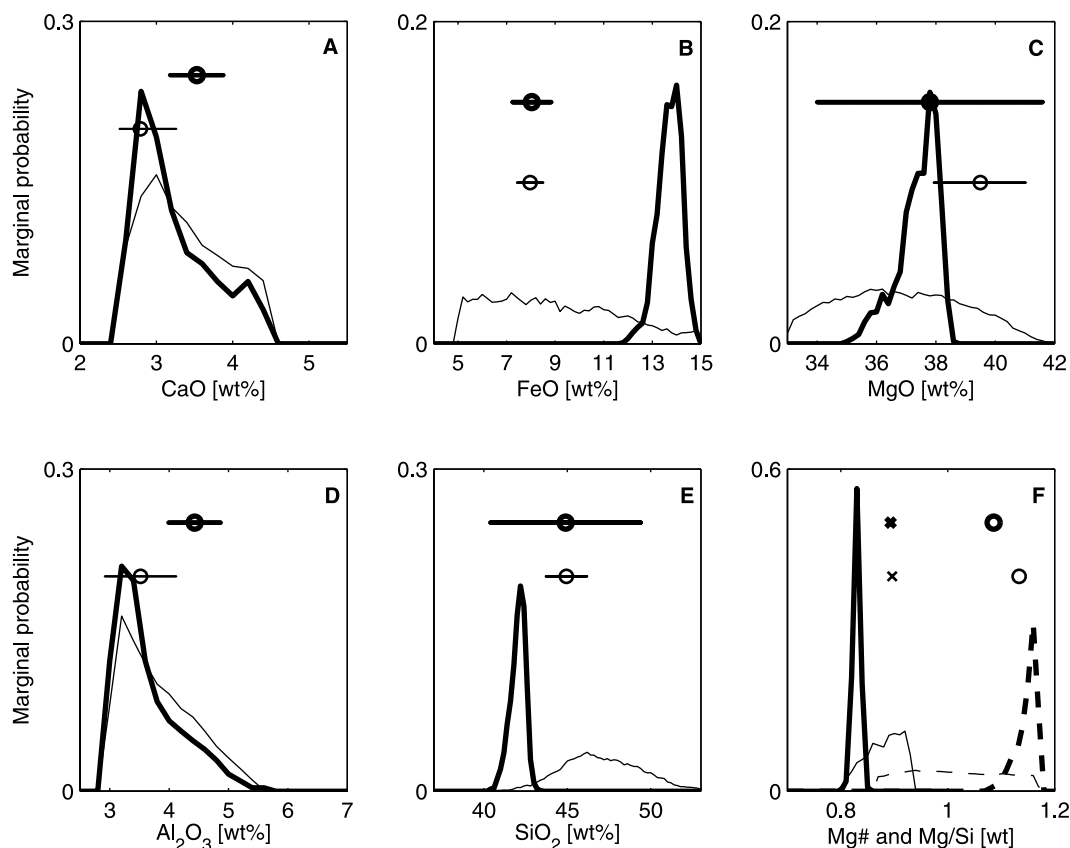 0.3
A
Marginal probability
0
2
3
4
5
CaO [wt%]
0.2
B
0
5
7
9
11
13
15
FeO [wt%]
0.2
C
0
34
36
38
40
42
MgO [wt%]
0.3
D
Marginal probability
0
3
4
5
6
7
Al2O3 [wt%]
0.3
E
0
40
45
50
SiO2 [wt%]
0.6
F
0
0.8
1
1.2
Mg# and Mg/Si [wt]